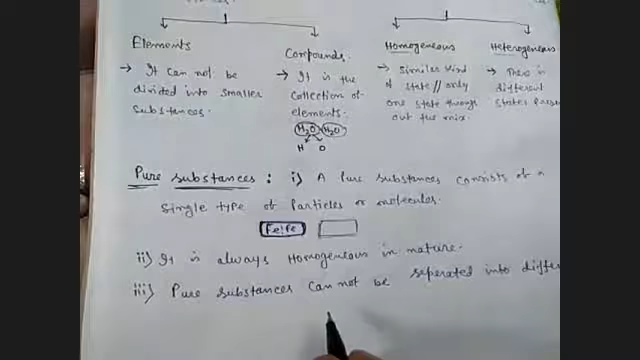 Elements
Compounds.
Homogeneous
Heterogeneous
→ It can not be
divided into smaller
substances.
→ It is the
collection of
elements.
H₂O H₂O
H O
→ Similar kind
of state // only
one state through
out the mix.
→ There is
different
states present
Pure substances : i) A Pure substances consists of a
single type of Particles or molecules.
Fe:Fe
ii) It is always Homogeneous in nature.
iii) Pure substances can not be seperated into differ